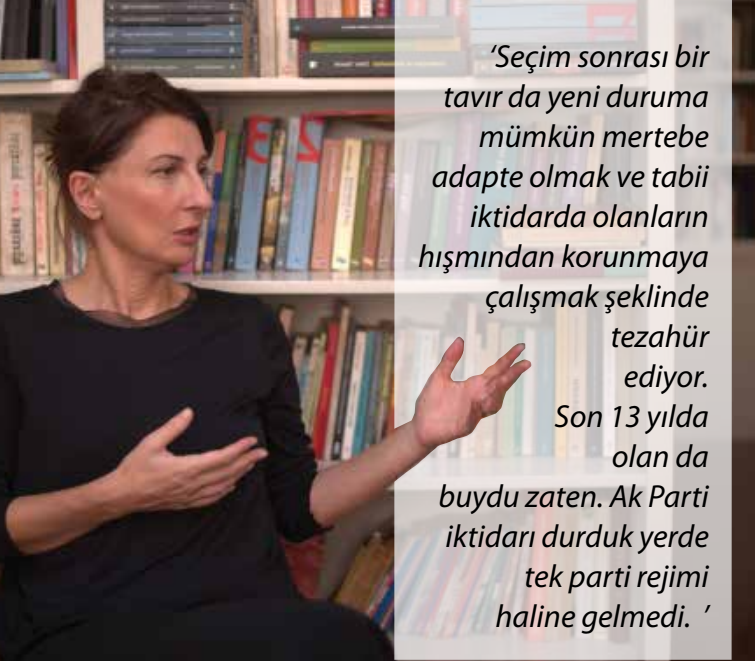 'Seçim sonrası bir
tavır da yeni duruma
mümkün mertebe
adapte olmak ve tabii
iktidarda olanların
hışmından korunmaya
çalışmak şeklinde
tezahür
ediyor.
Son 13 yılda
olan da
buydu zaten. Ak Parti
iktidarı durduk yerde
tek parti rejimi
haline gelmedi. '